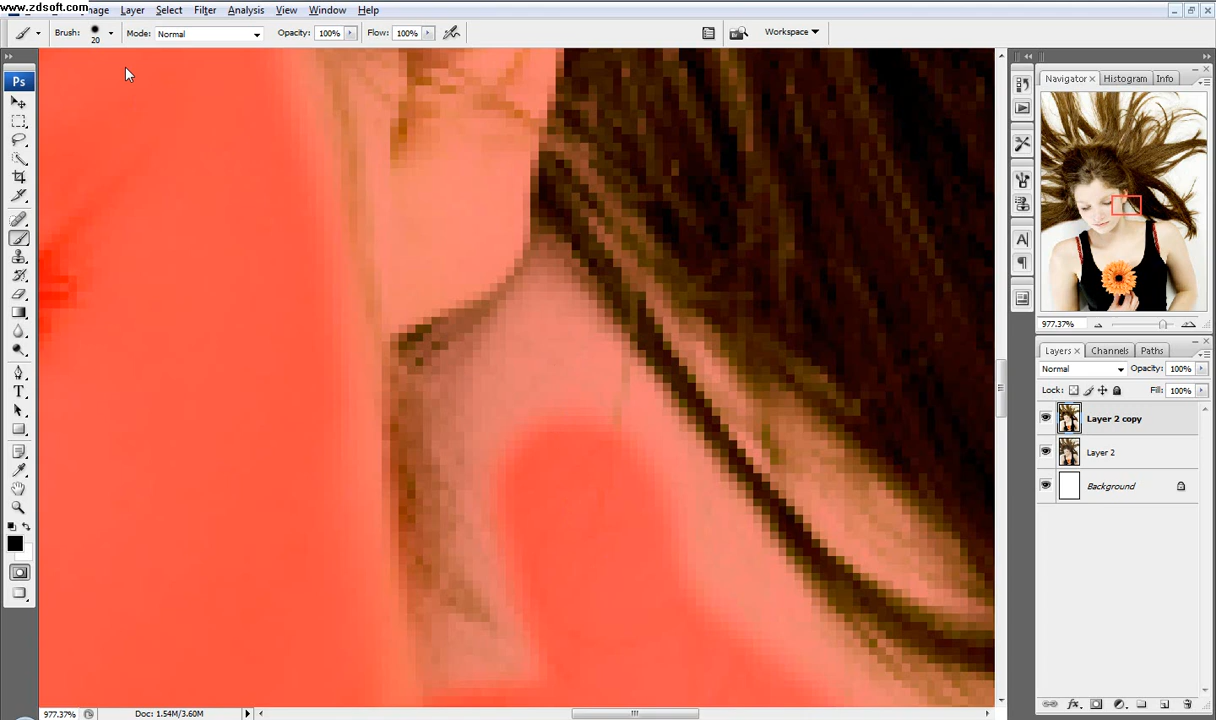 www.zdsoft.com
Image Layer Select Filter Analysis View Window Help
Brush: 20 Mode: Normal Opacity: 100% Flow: 100% Workspace
Ps
T
Navigator Histogram Info
A
977.37%
Layers Channels Paths
Normal Opacity: 100%
Lock: Fill: 100%
Layer 2 copy
Layer 2
Background
fx
977.37% Doc: 1.54M/3.60M